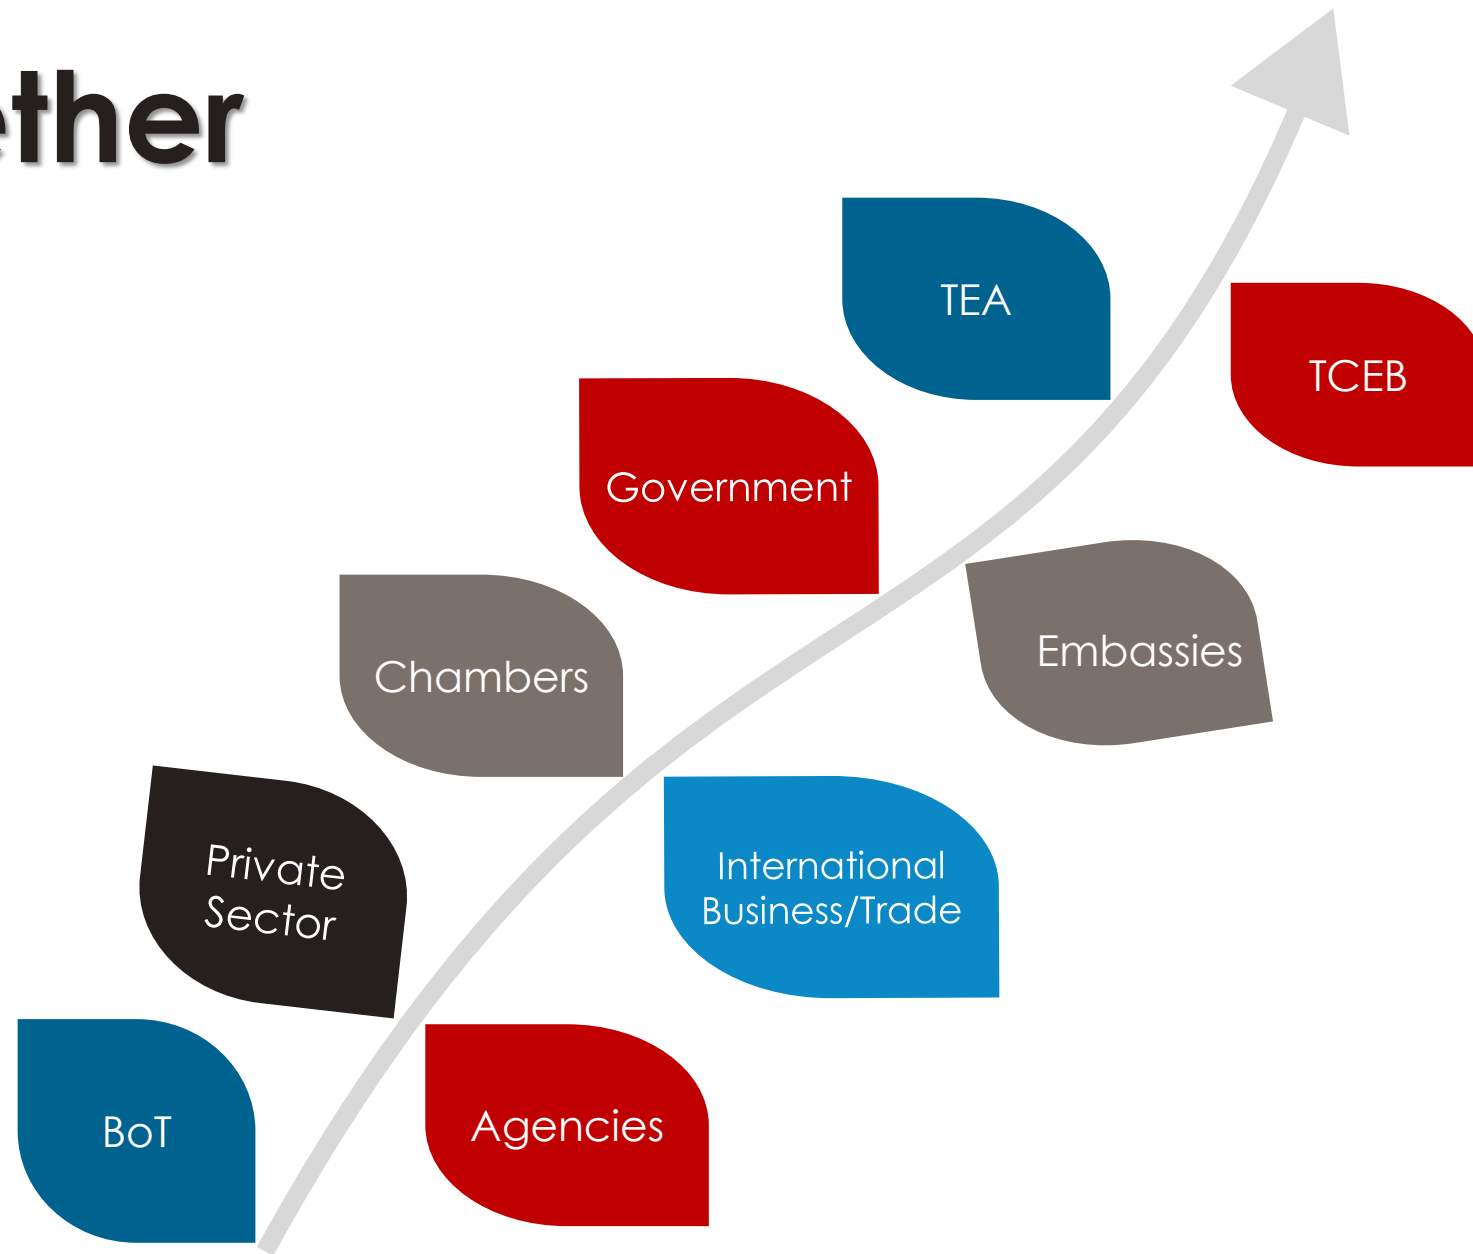 ether
TEA
TCEB
Government
Embassies
Chambers
International
Business/Trade
Private
Sector
BoT
Agencies